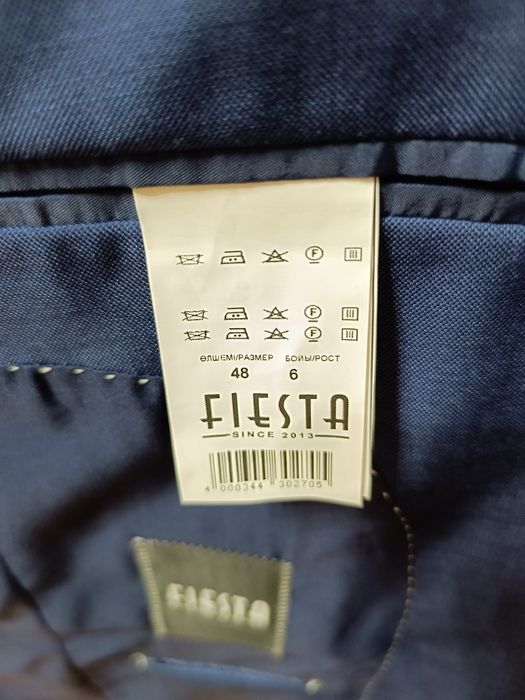 F
F
F
ӨЛШЕМІ/РАЗМЕР БОЙЫ/РОСТ
48 6
FIESTA
SINCE 2013
4 000344 302705
FIESTA